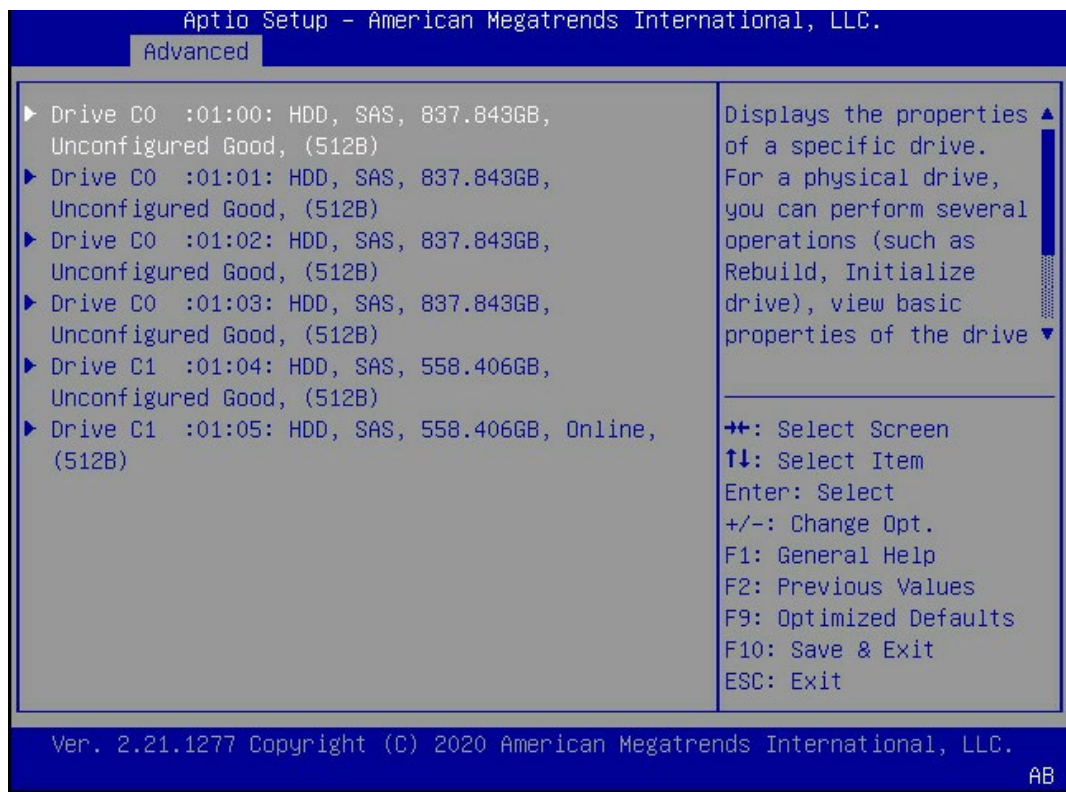 Aptio Setup – American Megatrends International, LLC.
Advanced
▶ Drive C0  :01:00: HDD, SAS, 837.843GB,
Unconfigured Good, (512B)
▶ Drive C0  :01:01: HDD, SAS, 837.843GB,
Unconfigured Good, (512B)
▶ Drive C0  :01:02: HDD, SAS, 837.843GB,
Unconfigured Good, (512B)
▶ Drive C0  :01:03: HDD, SAS, 837.843GB,
Unconfigured Good, (512B)
▶ Drive C1  :01:04: HDD, SAS, 558.406GB,
Unconfigured Good, (512B)
▶ Drive C1  :01:05: HDD, SAS, 558.406GB, Online,
(512B)
Displays the properties ▲
of a specific drive.
For a physical drive,
you can perform several
operations (such as
Rebuild, Initialize
drive), view basic
properties of the drive ▼
→←: Select Screen
↑↓: Select Item
Enter: Select
+/-: Change Opt.
F1: General Help
F2: Previous Values
F9: Optimized Defaults
F10: Save & Exit
ESC: Exit
Ver. 2.21.1277 Copyright (C) 2020 American Megatrends International, LLC.
AB